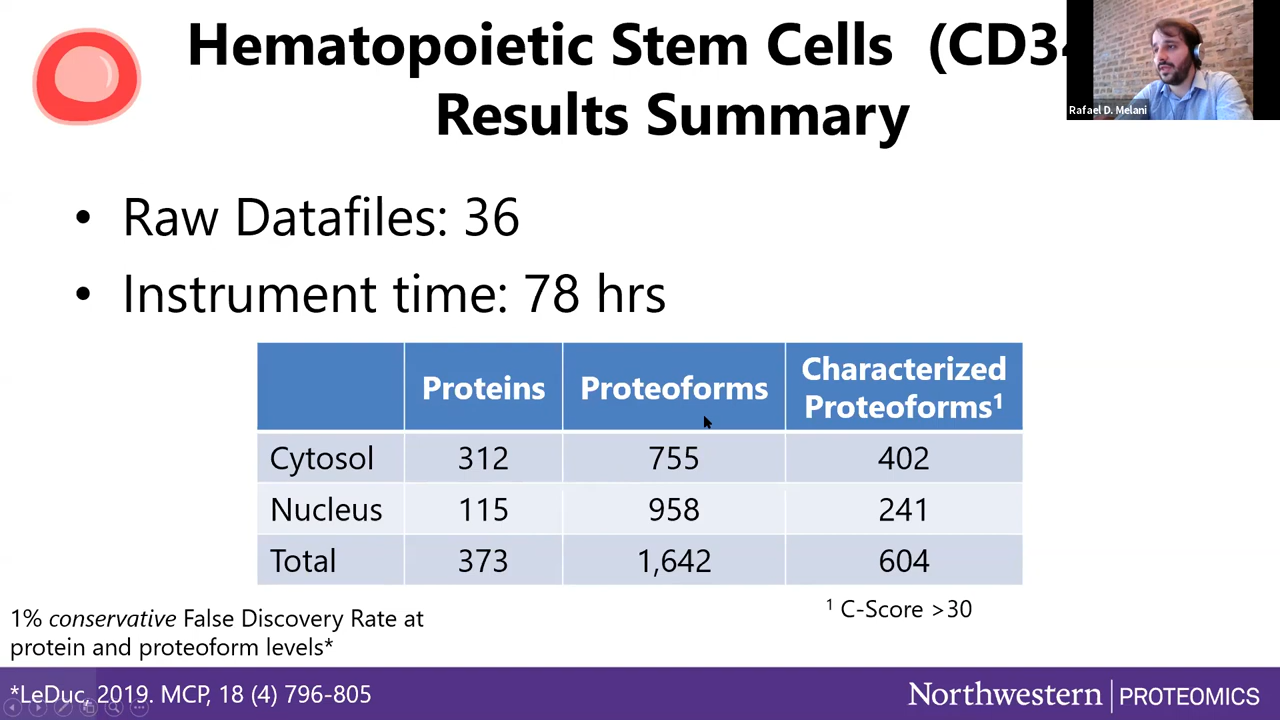 Hematopoietic Stem Cells (CD34
Results Summary
Rafael D. Melani
• Raw Datafiles: 36
• Instrument time: 78 hrs
Proteins Proteoforms Characterized Proteoforms¹
Cytosol 312 755 402
Nucleus 115 958 241
Total 373 1,642 604
¹ C-Score >30
1% conservative False Discovery Rate at
protein and proteoform levels*
*LeDuc, 2019. MCP, 18 (4) 796-805
Northwestern | PROTEOMICS